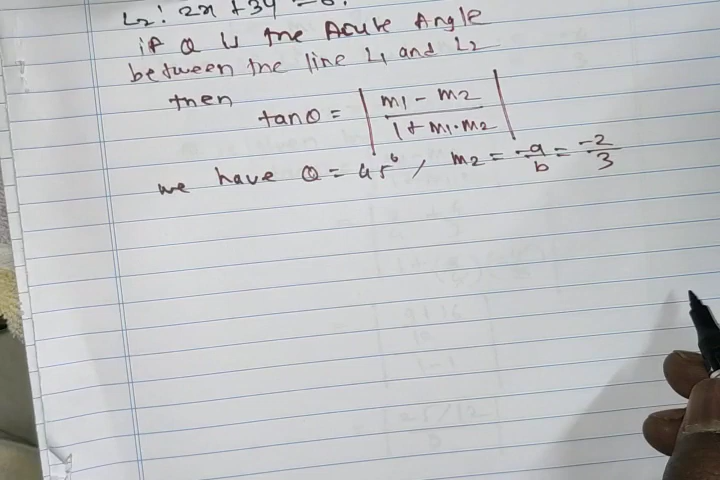 L2: 2x + 3y = 6.
if θ is the Acute Angle
between the line L1 and L2
then
tanθ = | m1 - m2 / 1 + m1·m2 |
we have θ = 45°, m2 = -a/b = -2/3